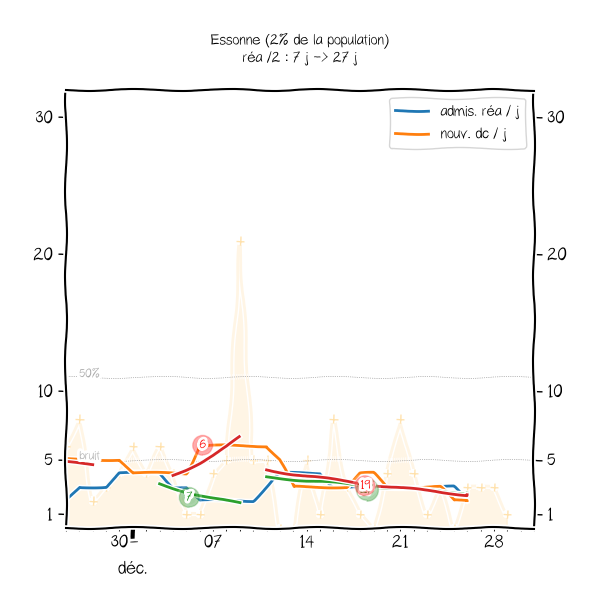 Essonne (2% de la population)
réa /2 : 7 j -> 27 j
admis. réa / j
nouv. dc / j
30 30
20 20
50%
10 10
bruit
5 5
1 1
6
7
19
30 07 14 21 28
déc.